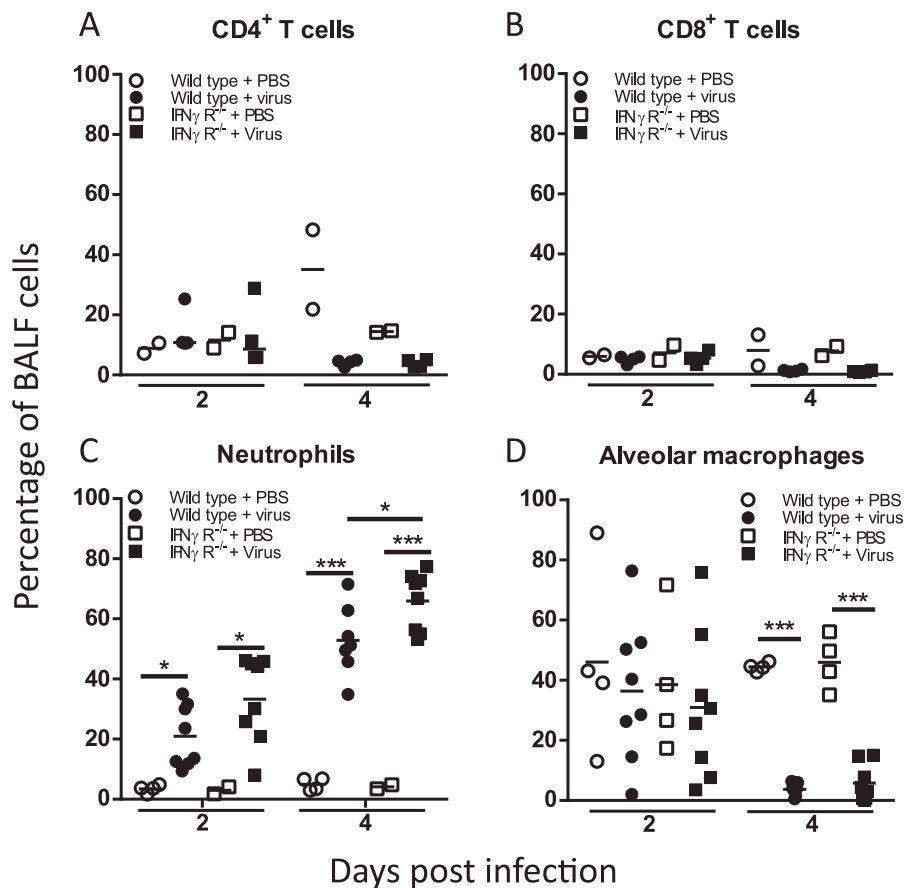 Percentage of BALF cells
A
CD4⁺ T cells
100
80
60
40
20
0
Wild type + PBS
Wild type + virus
IFNγ R⁻/⁻ + PBS
IFNγ R⁻/⁻ + Virus
2
4
B
CD8⁺ T cells
100
80
60
40
20
0
Wild type + PBS
Wild type + virus
IFNγ R⁻/⁻ + PBS
IFNγ R⁻/⁻ + Virus
2
4
C
Neutrophils
100
80
60
40
20
0
Wild type + PBS
Wild type + virus
IFNγ R⁻/⁻ + PBS
IFNγ R⁻/⁻ + Virus
*
*
***
*
***
2
4
D
Alveolar macrophages
100
80
60
40
20
0
Wild type + PBS
Wild type + virus
IFNγ R⁻/⁻ + PBS
IFNγ R⁻/⁻ + Virus
***
***
2
4
Days post infection